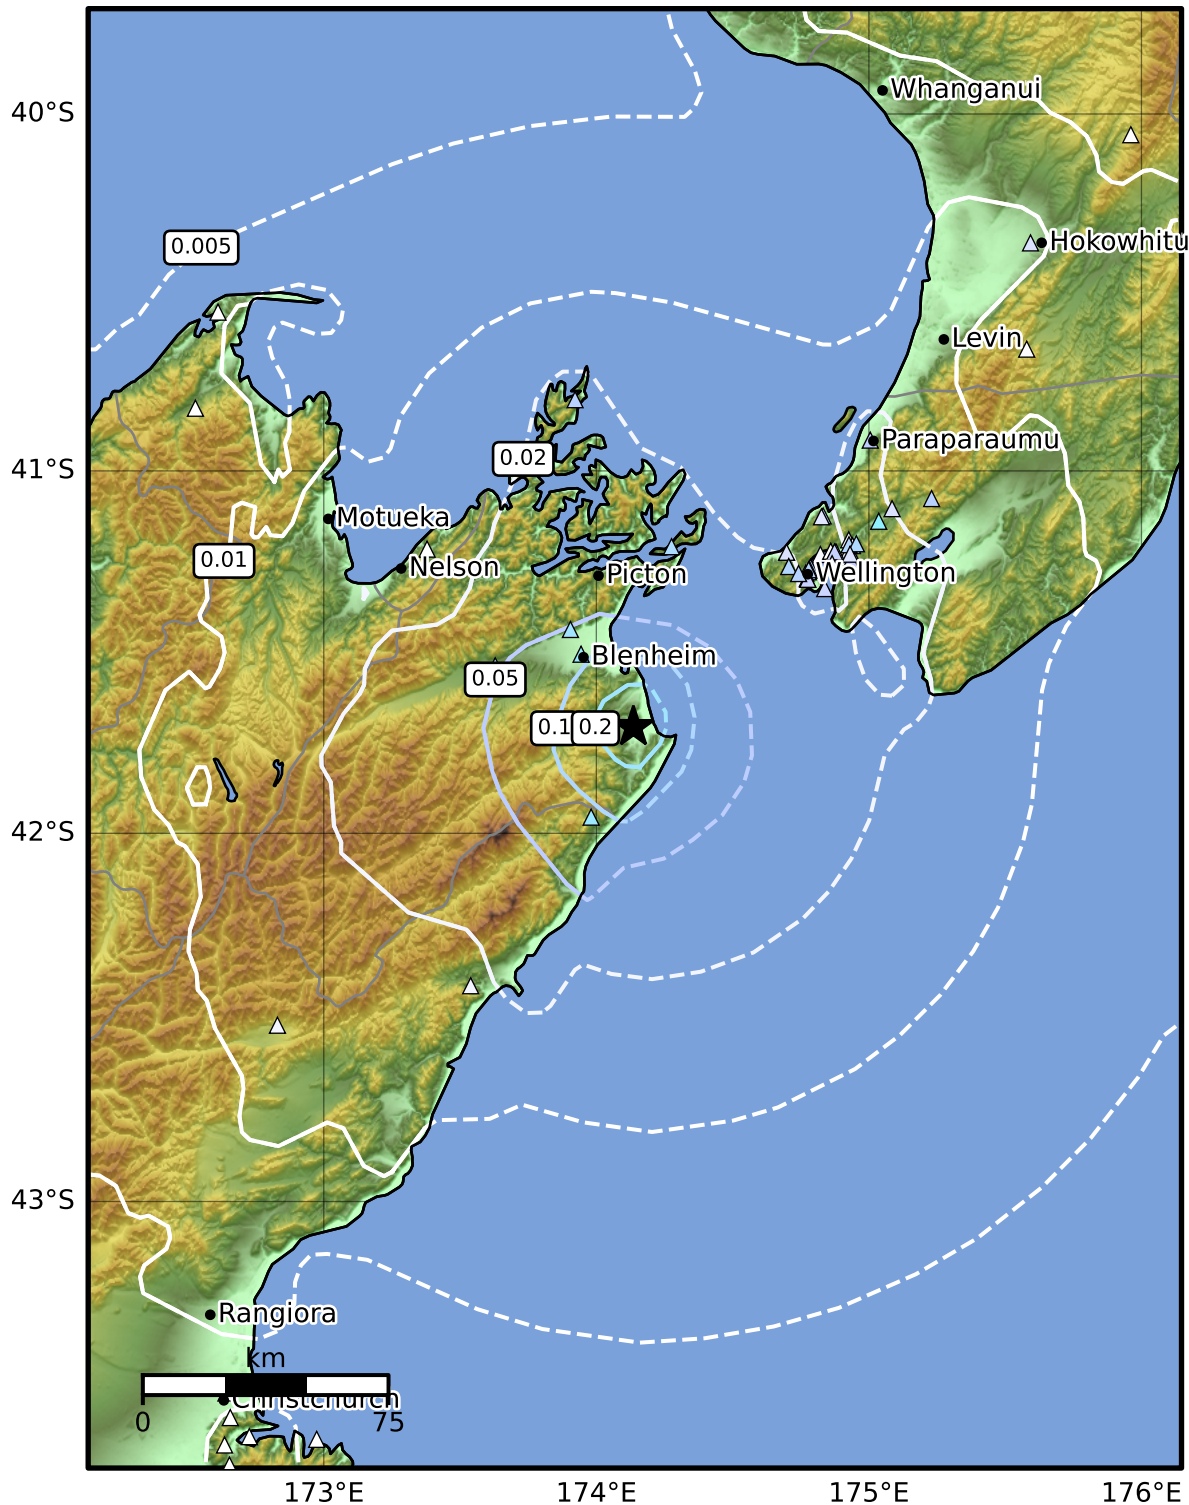 Whanganui
40°S
Hokowhitu
0.005
Levin
Paraparaumu
0.02
41°S
Motueka
0.01
Nelson
Picton
Wellington
Blenheim
0.05
0.1
0.2
42°S
43°S
Rangiora
km
Christchurch
0
75
173°E
174°E
175°E
176°E